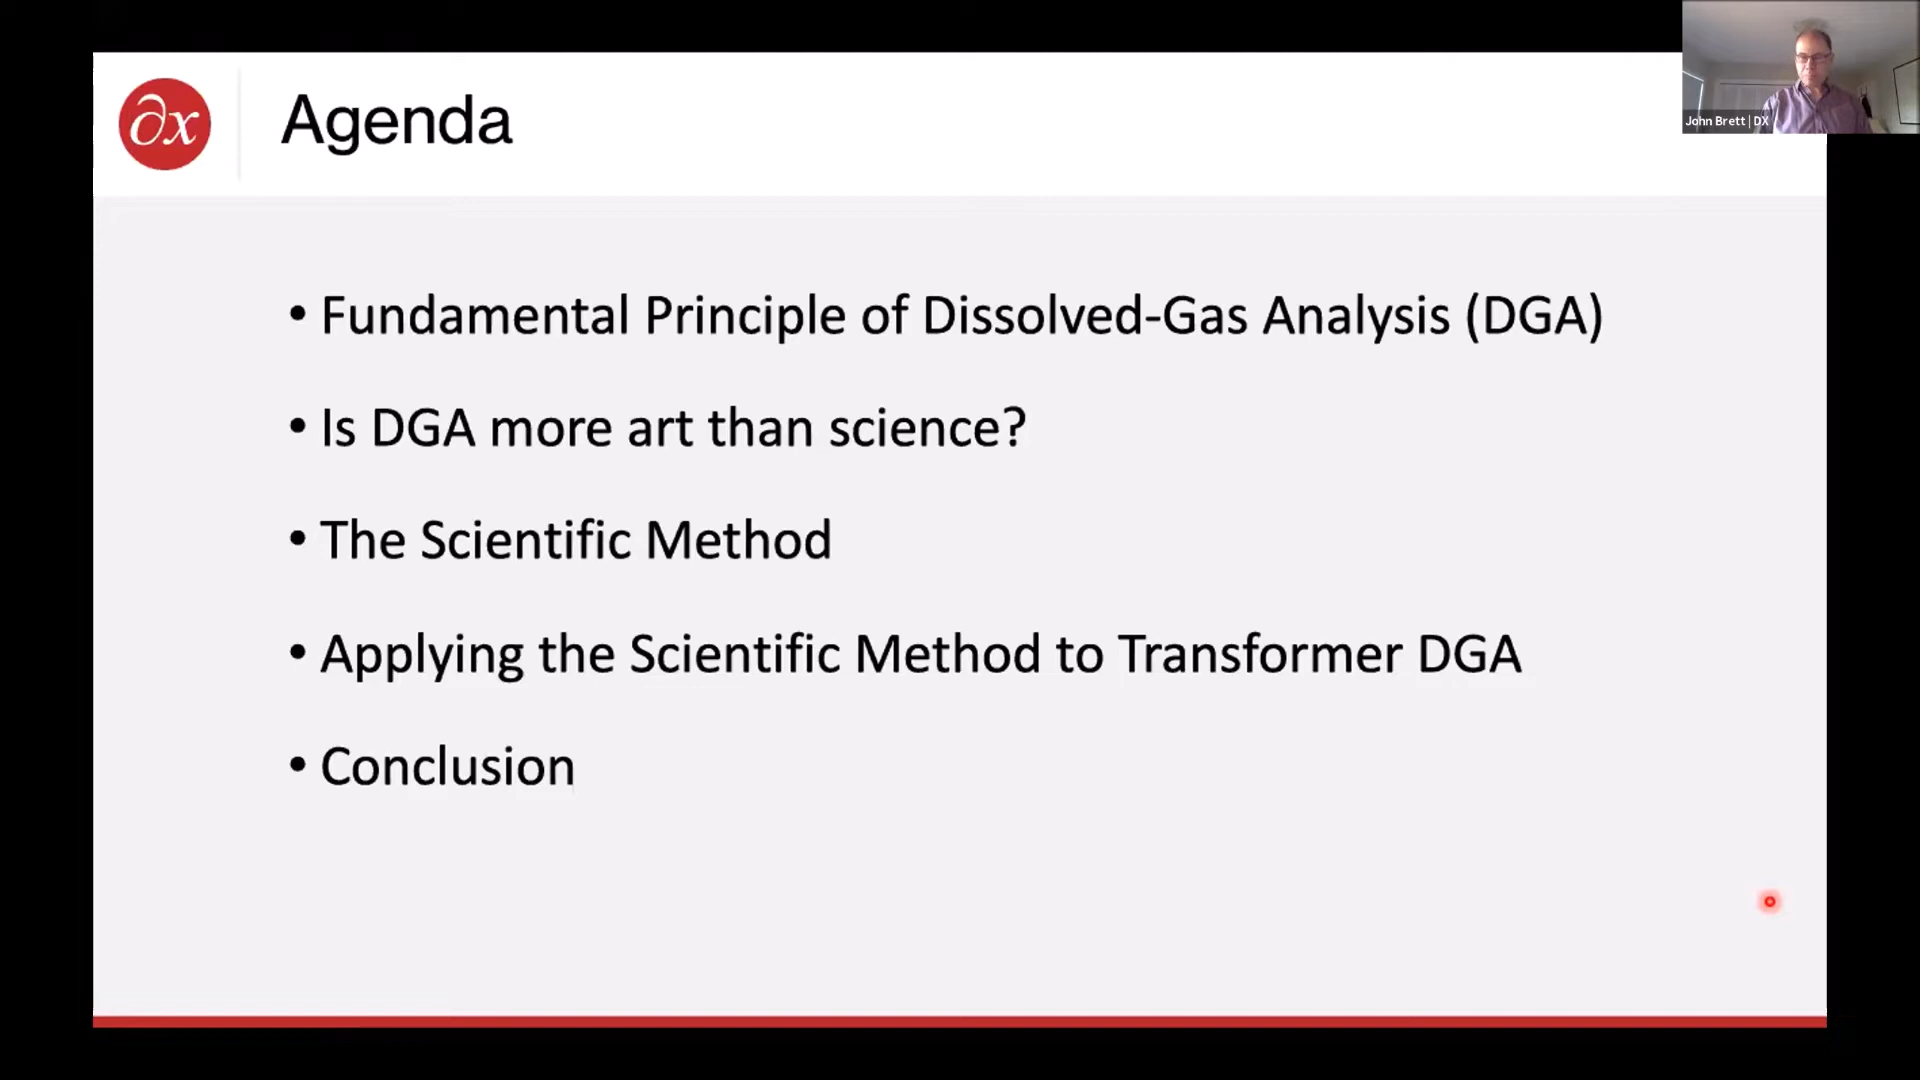 ∂x
Agenda
John Brett | DX
• Fundamental Principle of Dissolved-Gas Analysis (DGA)
• Is DGA more art than science?
• The Scientific Method
• Applying the Scientific Method to Transformer DGA
• Conclusion